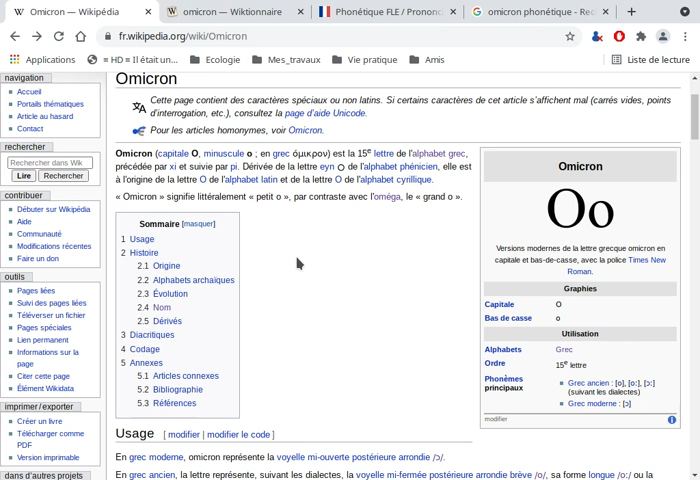 Omicron — Wikipédia
omicron — Wiktionnaire
Phonétique FLE / Prononc
omicron phonétique - Rec
fr.wikipedia.org/wiki/Omicron
Applications
= HD = Il était un...
Ecologie
Mes_travaux
Vie pratique
Amis
Liste de lecture
navigation
Accueil
Portails thématiques
Article au hasard
Contact
rechercher
Rechercher dans Wik
Lire Rechercher
contribuer
Débuter sur Wikipédia
Aide
Communauté
Modifications récentes
Faire un don
outils
Pages liées
Suivi des pages liées
Téléverser un fichier
Pages spéciales
Lien permanent
Informations sur la
page
Citer cette page
Élément Wikidata
imprimer / exporter
Créer un livre
Télécharger comme
PDF
Version imprimable
dans d'autres projets
Omicron
Cette page contient des caractères spéciaux ou non latins. Si certains caractères de cet article s'affichent mal (carrés vides, points
d'interrogation, etc.), consultez la page d'aide Unicode.
Pour les articles homonymes, voir Omicron.
Omicron (capitale O, minuscule o ; en grec όμικρον) est la 15e lettre de l'alphabet grec,
précédée par xi et suivie par pi. Dérivée de la lettre eyn O de l'alphabet phénicien, elle est
à l'origine de la lettre O de l'alphabet latin et de la lettre O de l'alphabet cyrillique.
« Omicron » signifie littéralement « petit o », par contraste avec l'oméga, le « grand o ».
Sommaire [masquer]
1 Usage
2 Histoire
2.1 Origine
2.2 Alphabets archaïques
2.3 Évolution
2.4 Nom
2.5 Dérivés
3 Diacritiques
4 Codage
5 Annexes
5.1 Articles connexes
5.2 Bibliographie
5.3 Références
Usage [ modifier | modifier le code ]
En grec moderne, omicron représente la voyelle mi-ouverte postérieure arrondie /ɔ/.
En grec ancien, la lettre représente, suivant les dialectes, la voyelle mi-fermée postérieure arrondie brève /o/, sa forme longue /oː/ ou la
Omicron
Oo
Versions modernes de la lettre grecque omicron en
capitale et bas-de-casse, avec la police Times New
Roman.
Graphies
Capitale Ο
Bas de casse ο
Utilisation
Alphabets Grec
Ordre 15e lettre
Phonèmes principaux
Grec ancien : [o], [oː], [ɔː]
(suivant les dialectes)
Grec moderne : [ɔ]
modifier